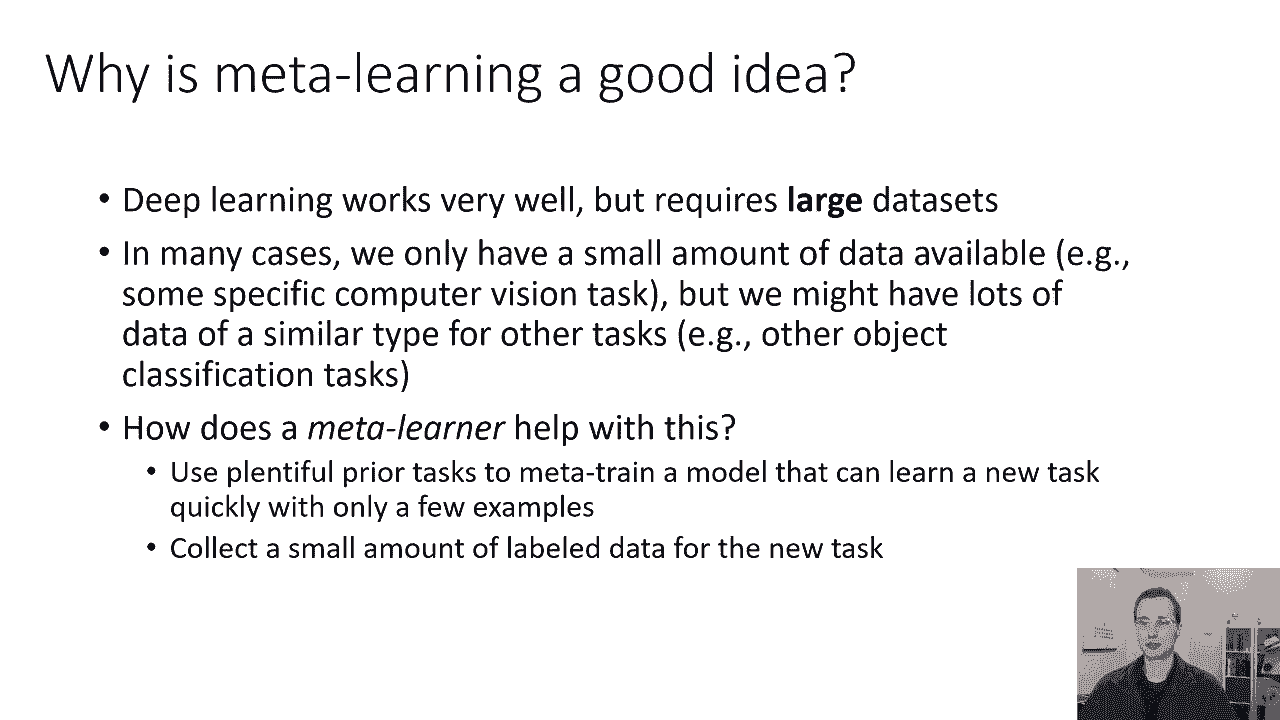 Why is meta-learning a good idea?
• Deep learning works very well, but requires large datasets
• In many cases, we only have a small amount of data available (e.g.,
some specific computer vision task), but we might have lots of
data of a similar type for other tasks (e.g., other object
classification tasks)
• How does a meta-learner help with this?
• Use plentiful prior tasks to meta-train a model that can learn a new task
quickly with only a few examples
• Collect a small amount of labeled data for the new task